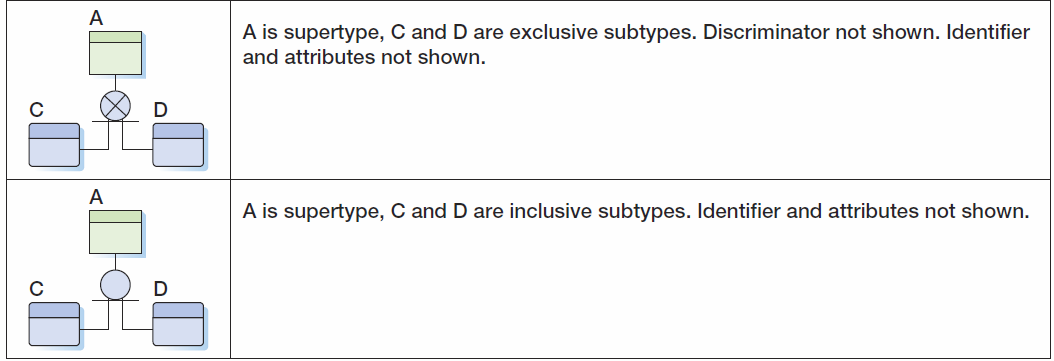 A
C
D
A is supertype, C and D are exclusive subtypes. Discriminator not shown. Identifier
and attributes not shown.
A
C
D
A is supertype, C and D are inclusive subtypes. Identifier and attributes not shown.